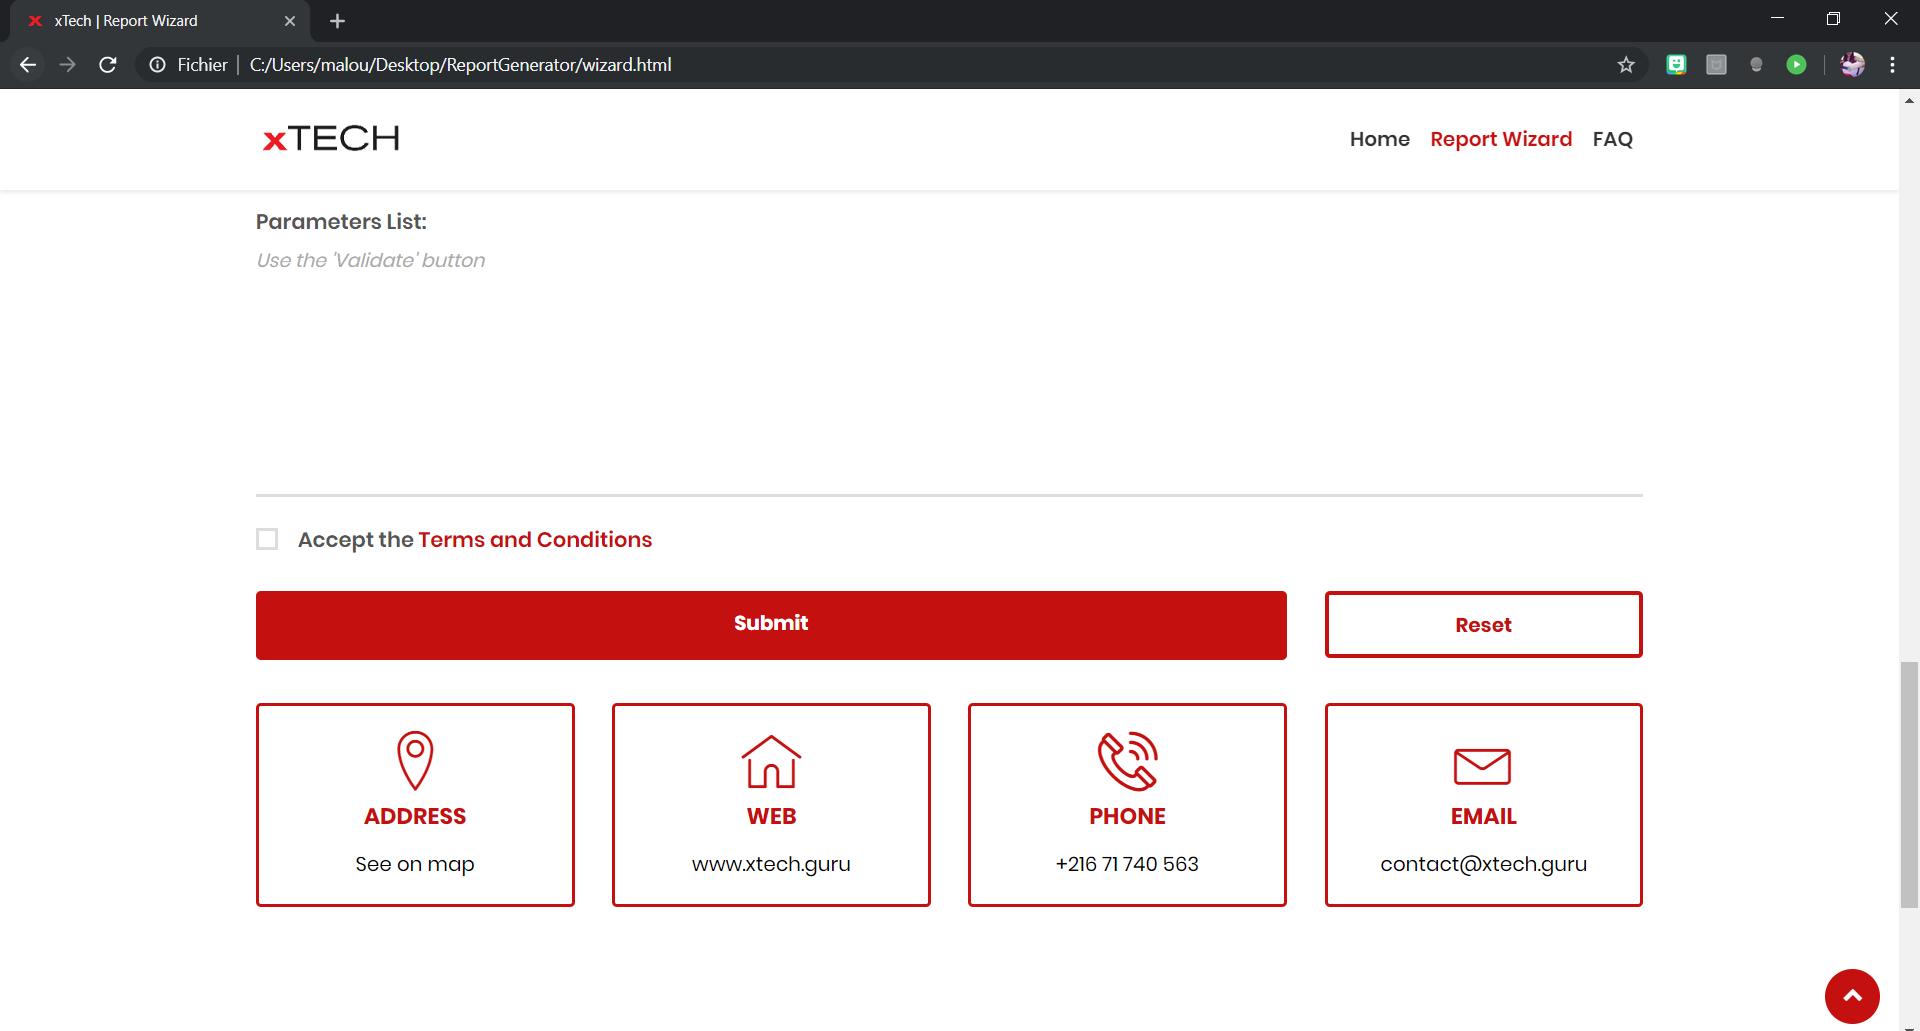 xTech | Report Wizard
Fichier | C:/Users/malou/Desktop/ReportGenerator/wizard.html
xTECH
Home Report Wizard FAQ
Parameters List:
Use the 'Validate' button
Accept the Terms and Conditions
Submit
Reset
ADDRESS
See on map
WEB
www.xtech.guru
PHONE
+216 71 740 563
EMAIL
contact@xtech.guru